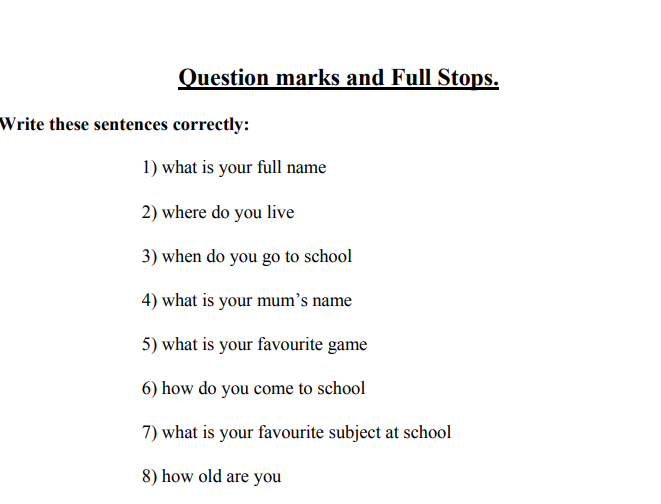 Question marks and Full Stops.
Write these sentences correctly:
1) what is your full name
2) where do you live
3) when do you go to school
4) what is your mum’s name
5) what is your favourite game
6) how do you come to school
7) what is your favourite subject at school
8) how old are you